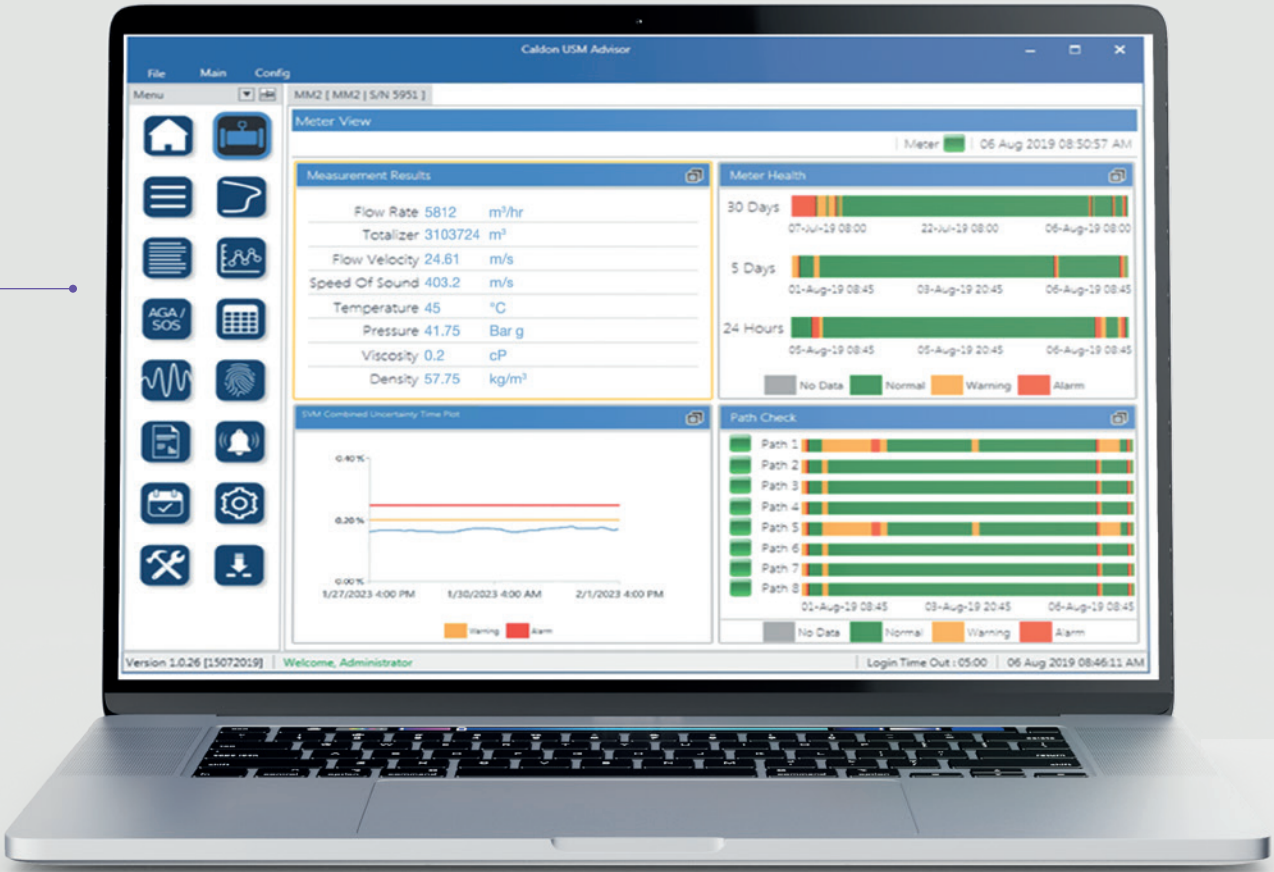 Caldon USM Advisor
File Main Config
Menu
MM2 [ MM2 | S/N 5951 ]
Meter View
Meter 06 Aug 2019 08:50:57 AM
Measurement Results
Flow Rate 5812 m³/hr
Totalizer 3103724 m³
Flow Velocity 24.61 m/s
Speed Of Sound 403.2 m/s
Temperature 45 °C
Pressure 41.75 Bar g
Viscosity 0.2 cP
Density 57.75 kg/m³
Meter Health
30 Days
07-Jul-19 08:00 22-Jul-19 08:00 06-Aug-19 08:00
5 Days
01-Aug-19 08:45 03-Aug-19 20:45 06-Aug-19 08:45
24 Hours
05-Aug-19 08:45 05-Aug-19 20:45 06-Aug-19 08:45
No Data Normal Warning Alarm
AGA / SOS
SVM Combined Uncertainty Time Plot
0.40%
0.20%
0.00%
1/27/2023 4:00 PM 1/30/2023 4:00 AM 2/1/2023 4:00 PM
Warning Alarm
Path Check
Path 1
Path 2
Path 3
Path 4
Path 5
Path 6
Path 7
Path 8
01-Aug-19 08:45 03-Aug-19 20:45 06-Aug-19 08:45
No Data Normal Warning Alarm
Version 1.0.26 [15072019] Welcome, Administrator
Login Time Out : 05:00 06 Aug 2019 08:46:11 AM